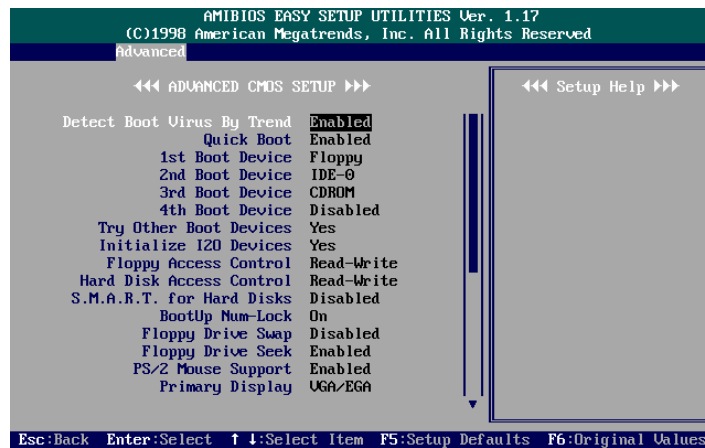 AMIBIOS EASY SETUP UTILITIES Ver. 1.17
(C)1998 American Megatrends, Inc. All Rights Reserved
Advanced
ADVANCED CMOS SETUP
Setup Help
Detect Boot Virus By Trend Enabled
Quick Boot Enabled
1st Boot Device Floppy
2nd Boot Device IDE-0
3rd Boot Device CDROM
4th Boot Device Disabled
Try Other Boot Devices Yes
Initialize I2O Devices Yes
Floppy Access Control Read-Write
Hard Disk Access Control Read-Write
S.M.A.R.T. for Hard Disks Disabled
BootUp Num-Lock On
Floppy Drive Swap Disabled
Floppy Drive Seek Enabled
PS/2 Mouse Support Enabled
Primary Display VGA/EGA
Esc:Back Enter:Select ↑ ↓:Select Item F5:Setup Defaults F6:Original Values